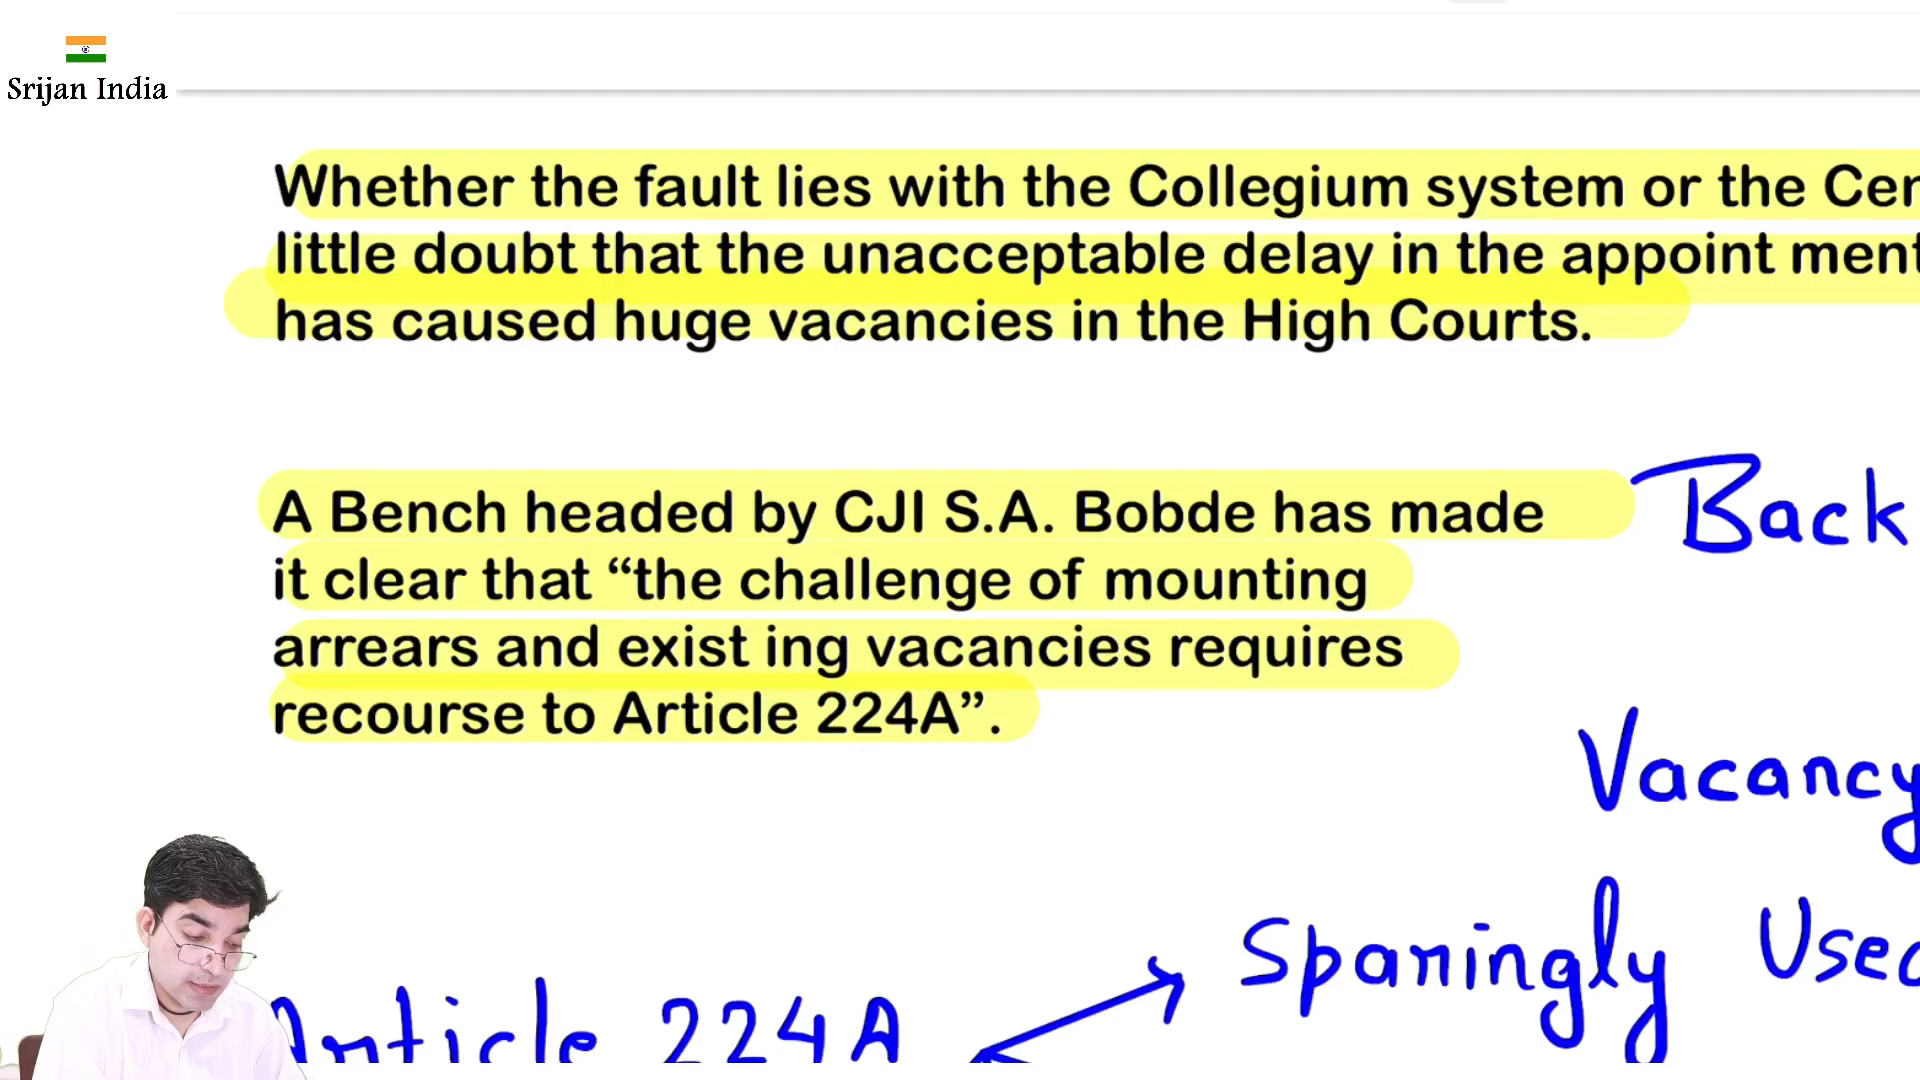 Srijan India
Whether the fault lies with the Collegium system or the Cen
little doubt that the unacceptable delay in the appoint ment
has caused huge vacancies in the High Courts.
A Bench headed by CJI S.A. Bobde has made
it clear that “the challenge of mounting
arrears and exist ing vacancies requires
recourse to Article 224A”.
Back
Vacancy
Sparingly Used
Article 224A